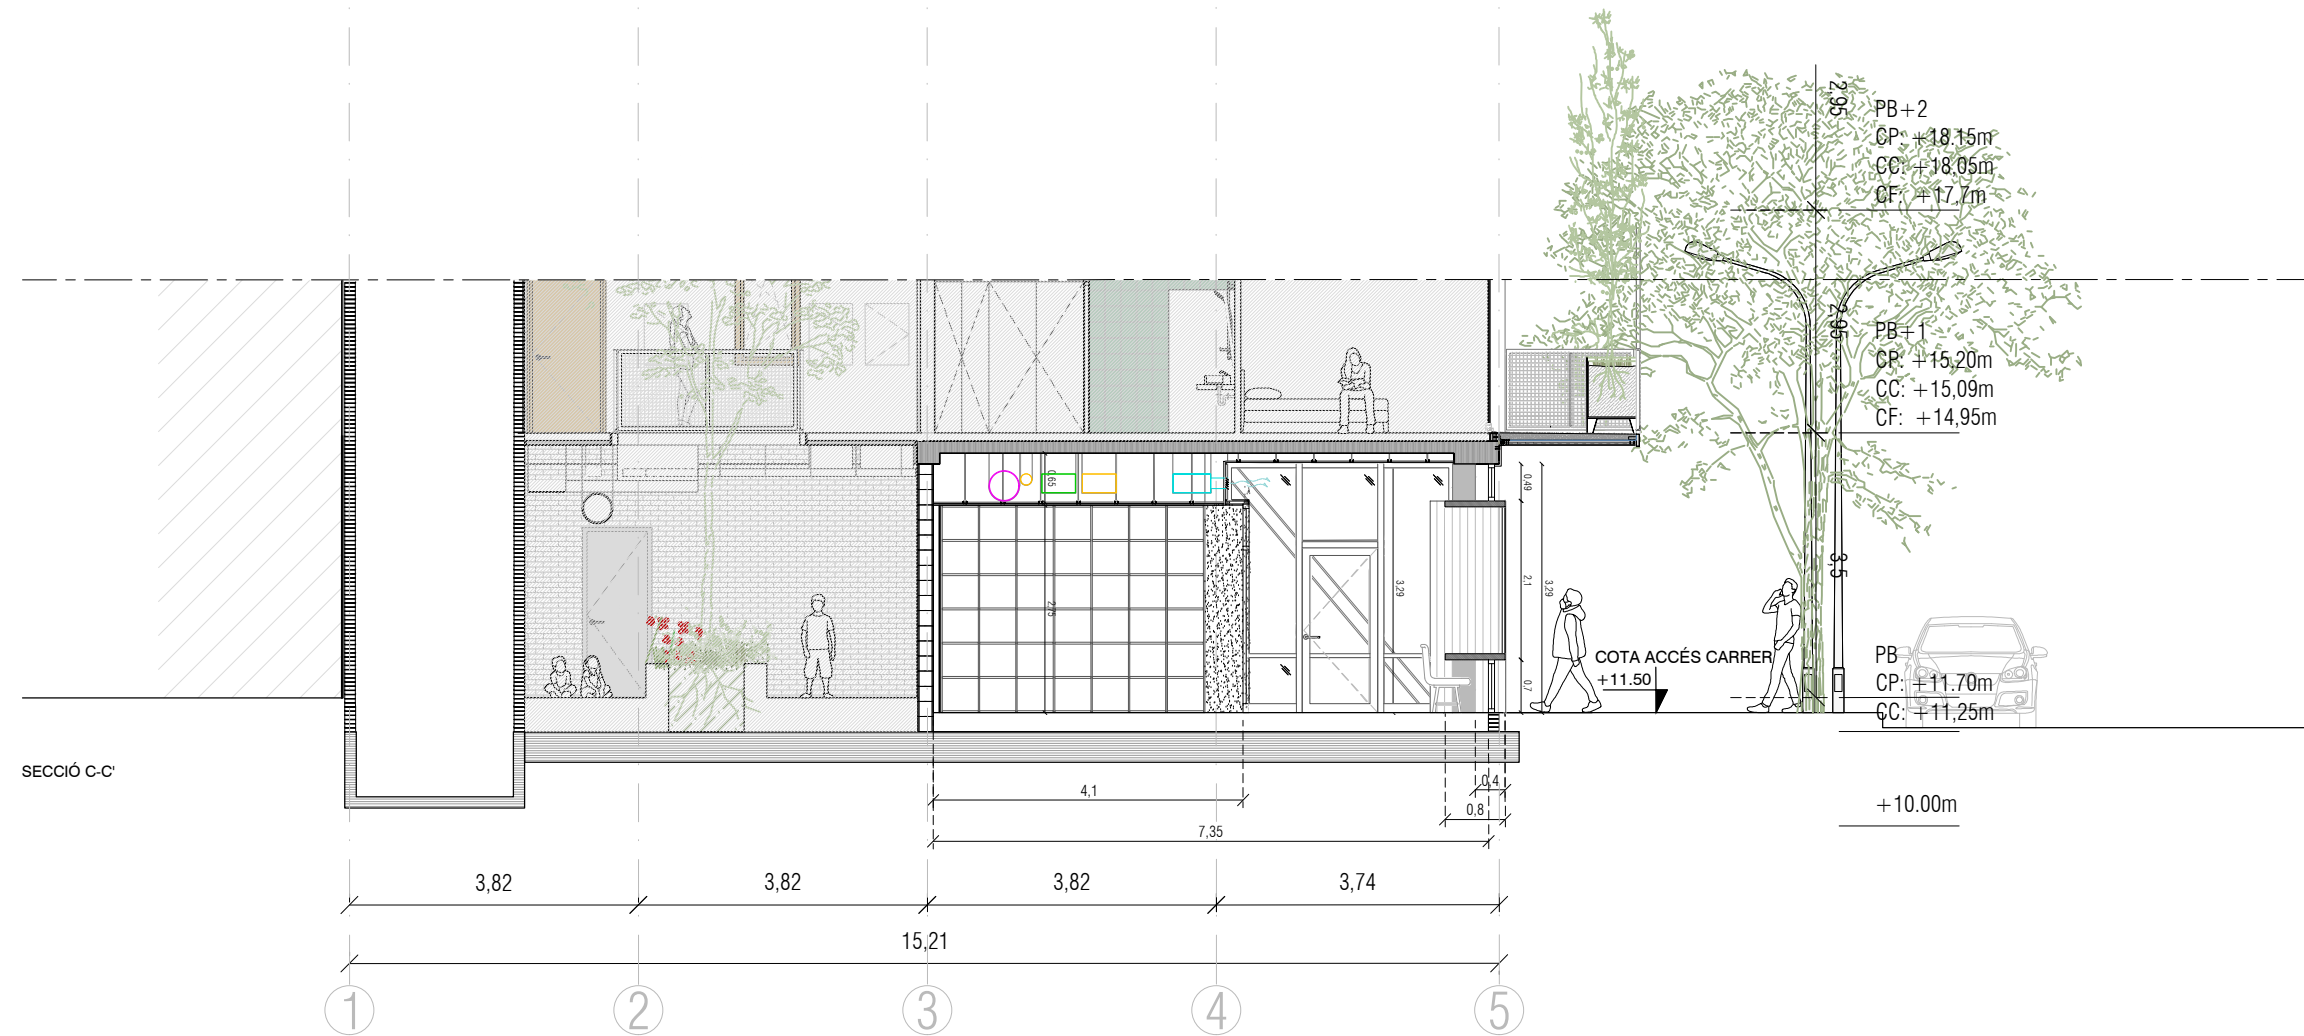 2,95
PB+2
CP: +18.15m
CC: +18,05m
CF: +17,7m
2,95
PB+1
CP: +15,20m
CC: +15,09m
CF: +14,95m
0,65
0,49
2,75
3,29
2,1
3,29
0,7
3,5
COTA ACCÉS CARRER
+11.50
PB
CP: +11.70m
CC: +11,25m
SECCIÓ C-C'
4,1
0,4
0,8
+10.00m
7,35
3,82
3,82
3,82
3,74
15,21
1
2
3
4
5